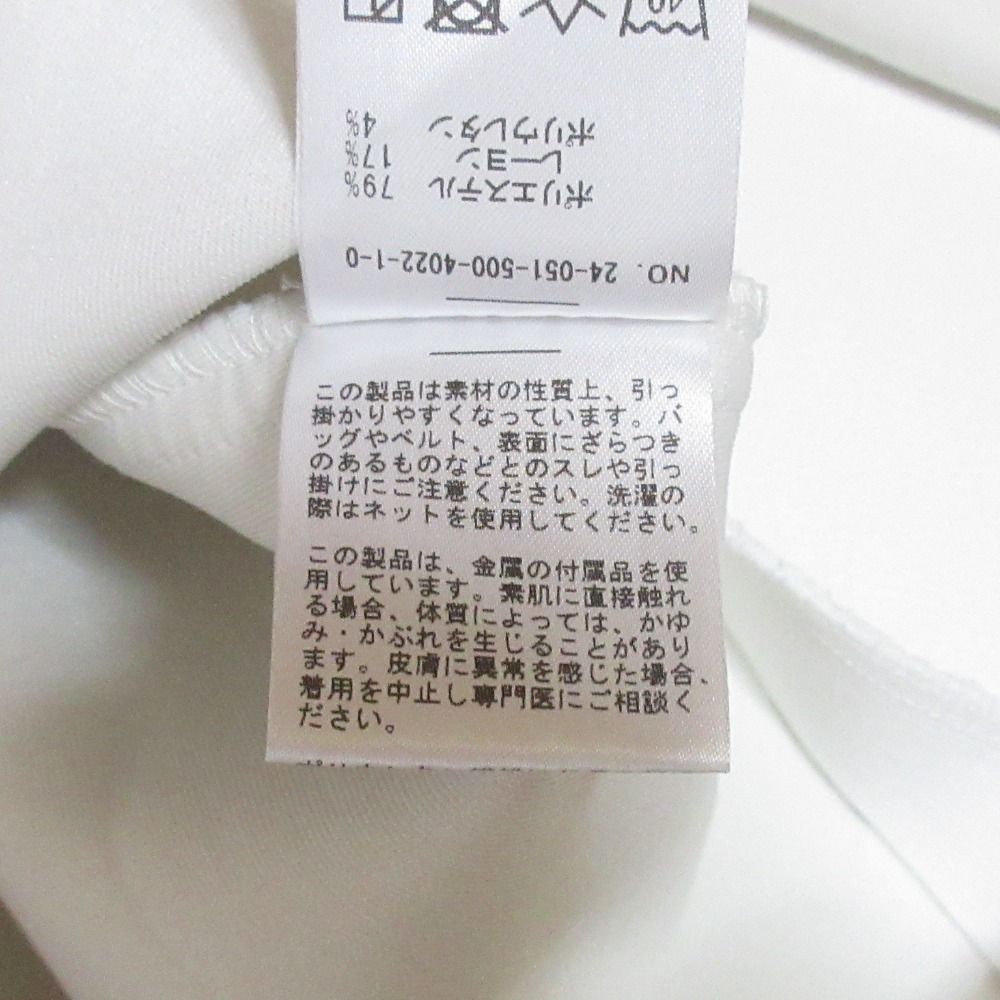 NO. 24-051-500-4022-1-0
ポリエステル 79%
レーヨン 17%
ポリウレタン 4%
この製品は素材の性質上、引っ
掛かりやすくなっています。バ
ッグやベルト、表面にざらつき
のあるものなどとのスレや引っ
掛けにご注意ください。洗濯の
際はネットを使用してください。
この製品は、金属の付属品を使
用しています。素肌に直接触れ
る場合、体質によっては、かゆ
み・かぶれを生じることがあり
ます。皮膚に異常を感じた場合、
着用を中止し専門医にご相談く
ださい。